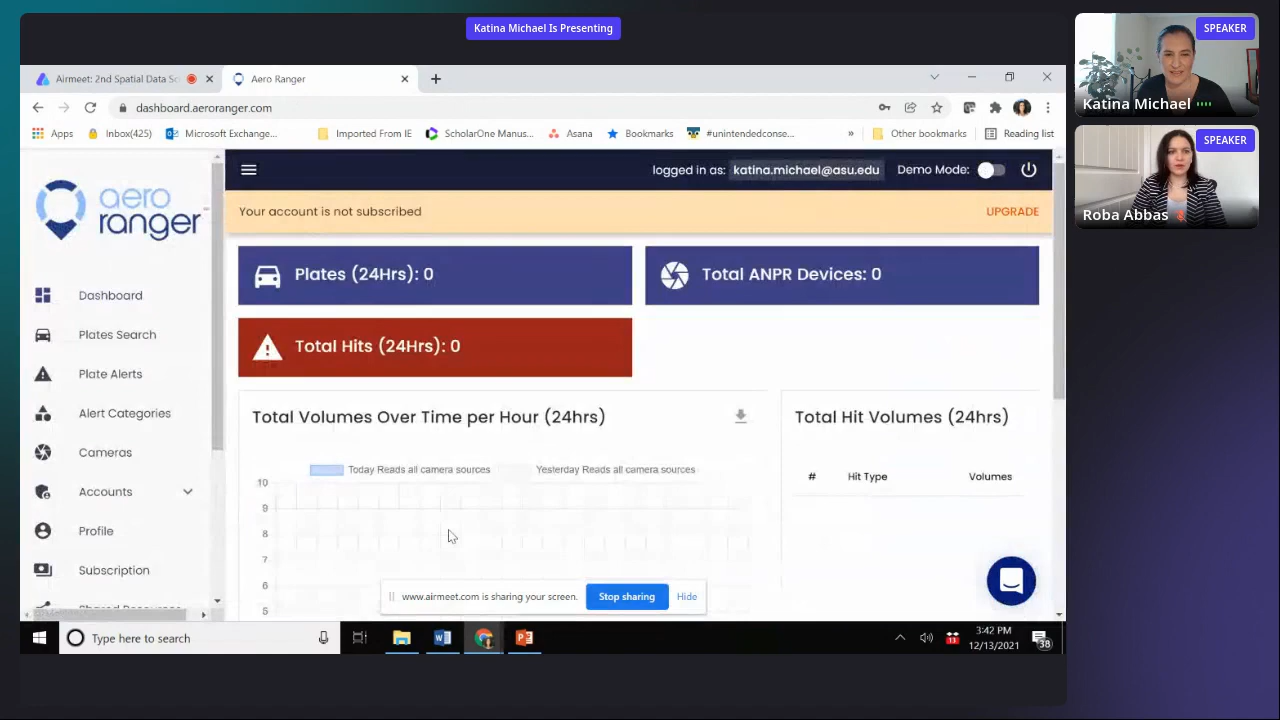 Katina Michael Is Presenting
SPEAKER
Katina Michael
SPEAKER
Roba Abbas
Airmeet: 2nd Spatial Data Sc
Aero Ranger
dashboard.aeroranger.com
Apps
Inbox(425)
Microsoft Exchange...
Imported From IE
ScholarOne Manus...
Asana
Bookmarks
#unintendedconse...
»
Other bookmarks
Reading list
aero
ranger
logged in as: katina.michael@asu.edu
Demo Mode:
Your account is not subscribed
UPGRADE
Plates (24Hrs): 0
Total ANPR Devices: 0
Total Hits (24Hrs): 0
Dashboard
Plates Search
Plate Alerts
Alert Categories
Cameras
Accounts
Profile
Subscription
Total Volumes Over Time per Hour (24hrs)
Today Reads all camera sources
Yesterday Reads all camera sources
10
9
8
7
6
5
Total Hit Volumes (24hrs)
# Hit Type Volumes
www.airmeet.com is sharing your screen.
Stop sharing
Hide
Type here to search
3:42 PM
12/13/2021
38